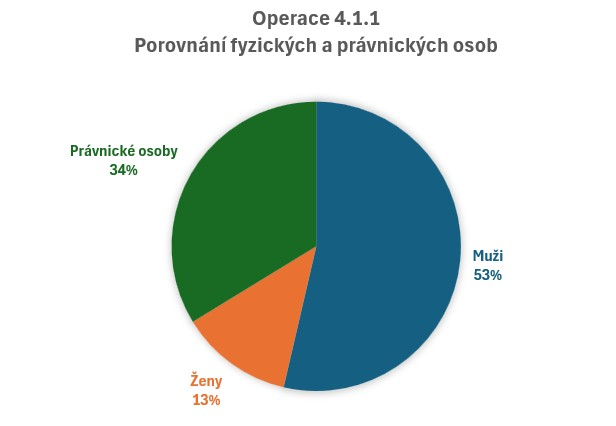 Operace 4.1.1
Porovnání fyzických a právnických osob
Právnické osoby
34%
Muži
53%
Ženy
13%